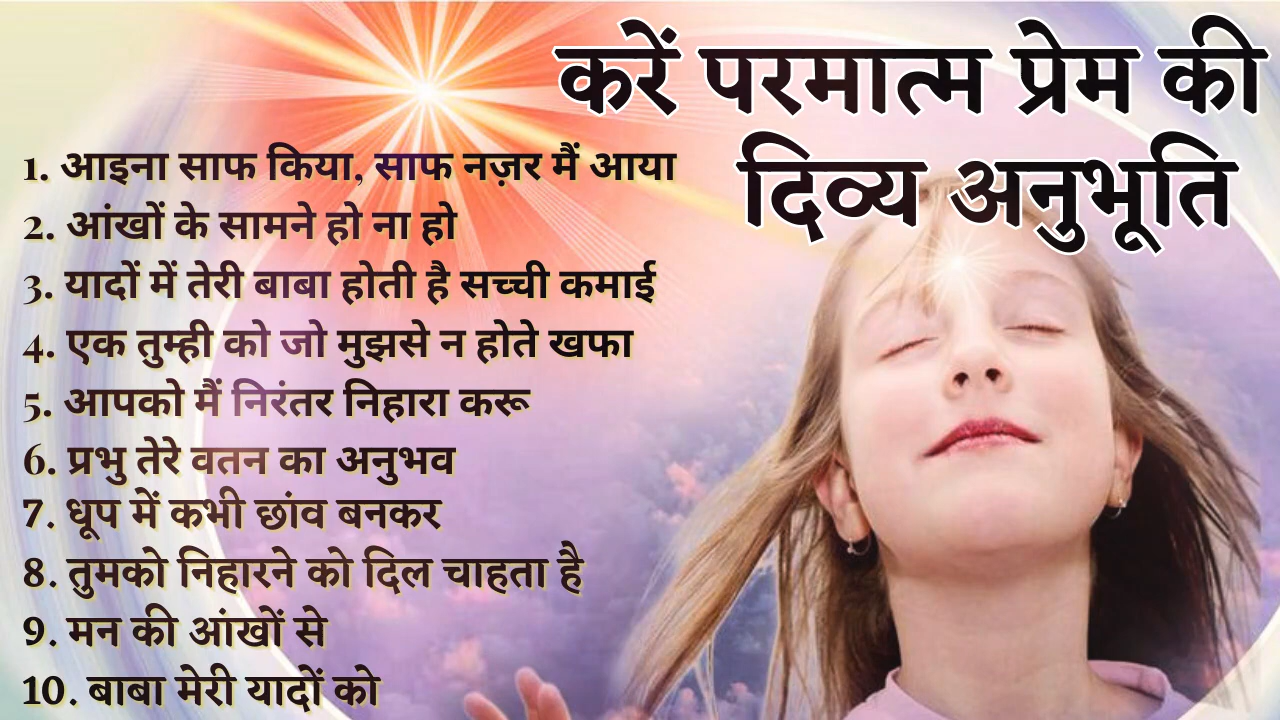 करें परमात्म प्रेम की
दिव्य अनुभूति
1. आइना साफ किया, साफ नज़र मैं आया
2. आंखों के सामने हो ना हो
3. यादों में तेरी बाबा होती है सच्ची कमाई
4. एक तुम्ही को जो मुझसे न होते खफा
5. आपको मैं निरंतर निहारा करू
6. प्रभु तेरे वतन का अनुभव
7. धूप में कभी छांव बनकर
8. तुमको निहारने को दिल चाहता है
9. मन की आंखों से
10. बाबा मेरी यादों को